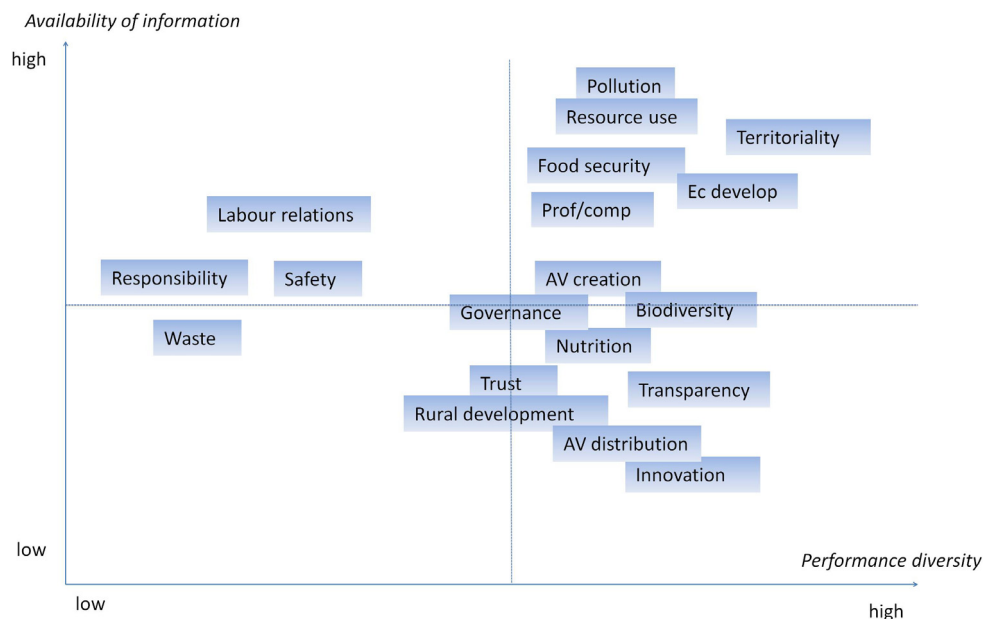 Availability of information
high
Pollution
Resource use
Territoriality
Food security
Ec develop
Prof/comp
Labour relations
Responsibility
Safety
AV creation
Governance
Biodiversity
Waste
Nutrition
Trust
Transparency
Rural development
AV distribution
Innovation
low
Performance diversity
low
high